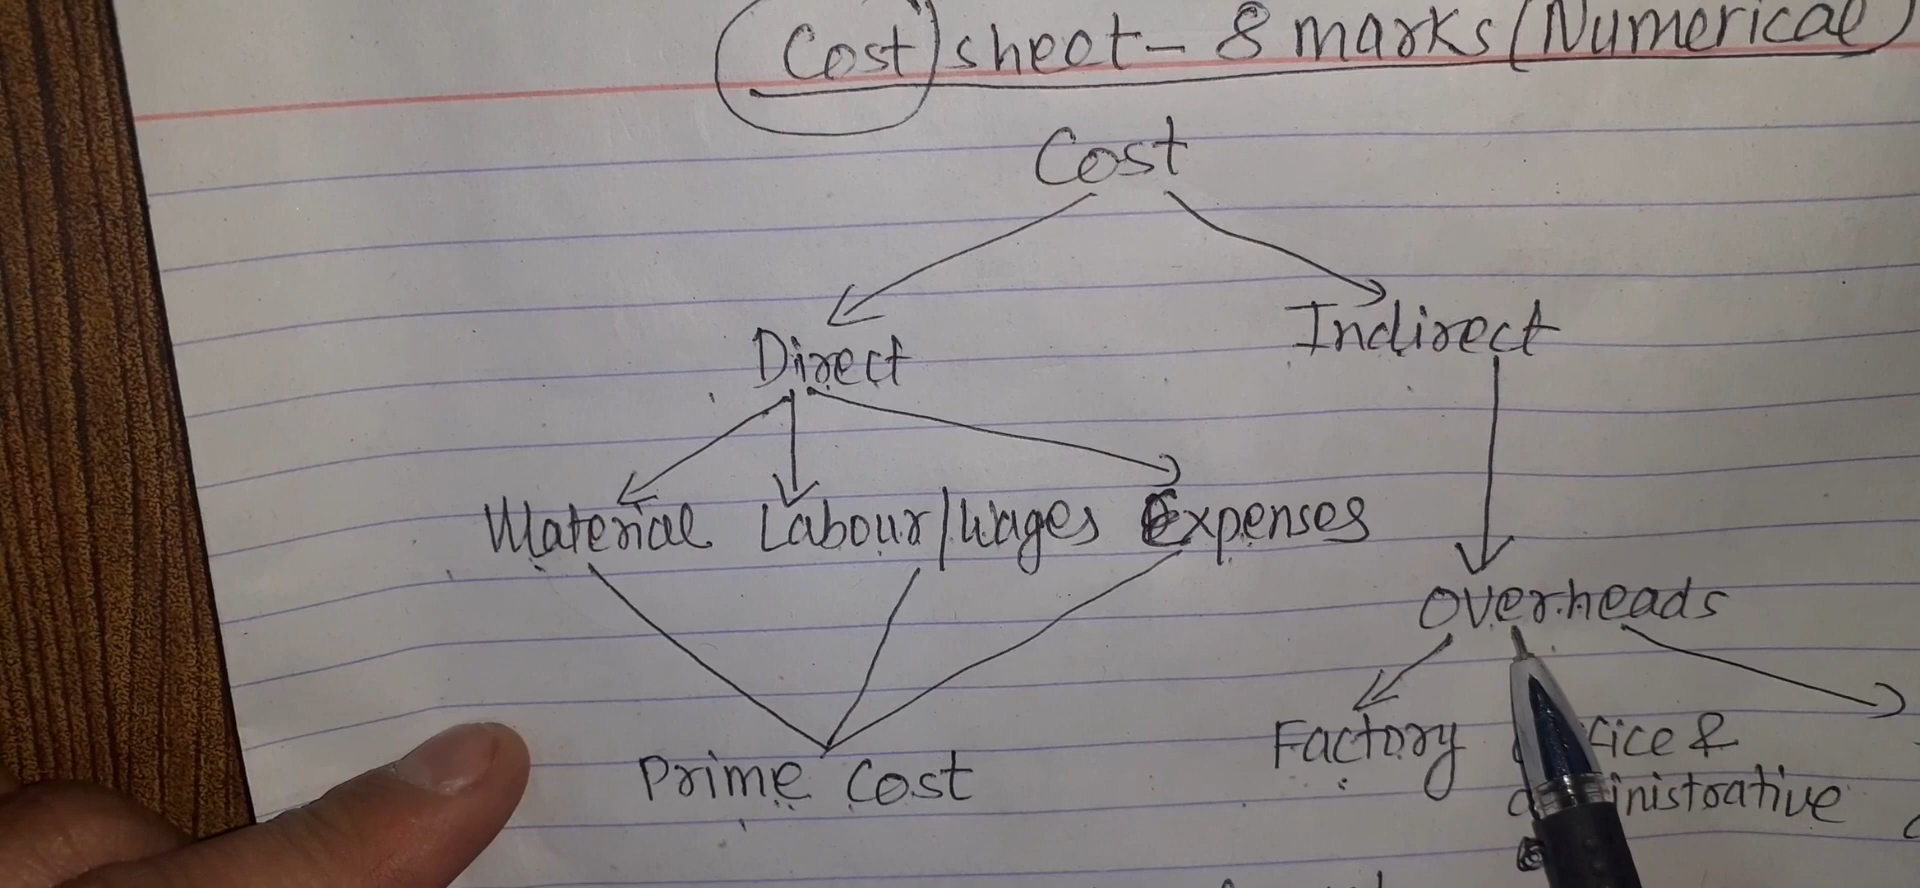 Cost sheet - 8 marks (Numerical)
Cost
Direct Indirect
Material Labour/Wages Expenses
Overheads
Factory &
Prime Cost